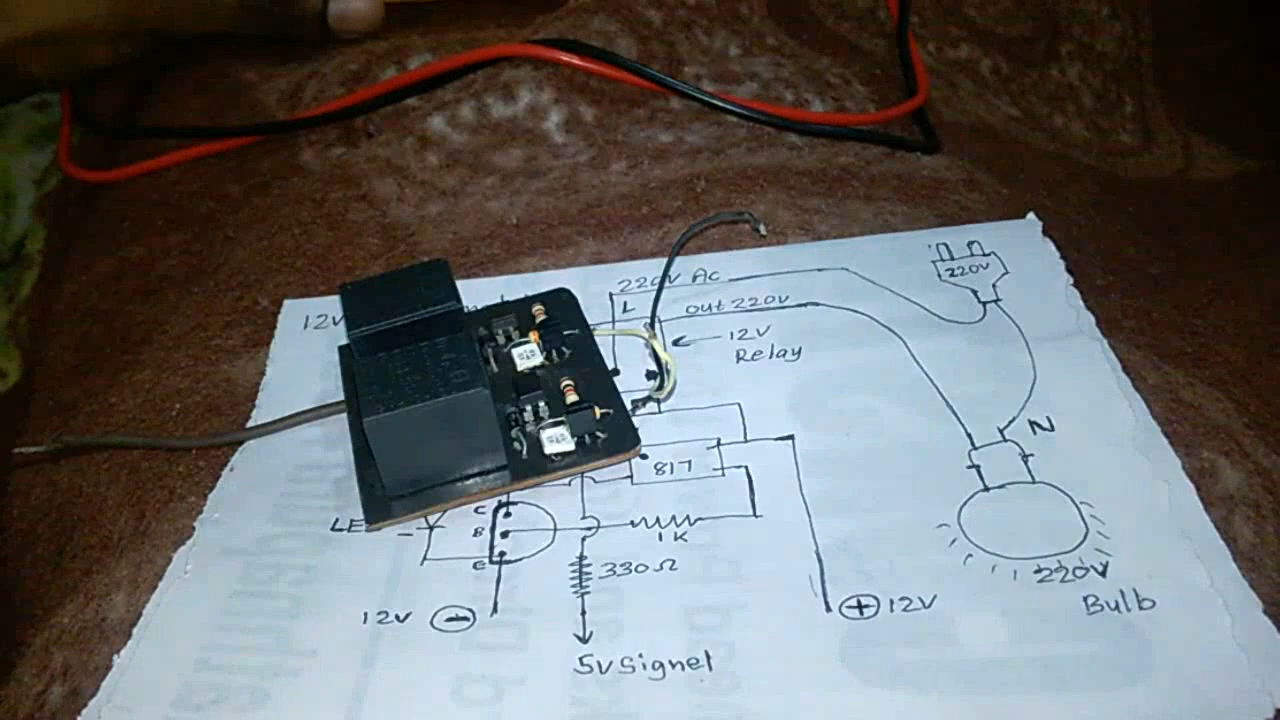 220V
220V AC
L
out 220V
12V
12V
Relay
N
817
C
B
E
LE
1K
330Ω
220V
Bulb
12V
12V
5v Signel